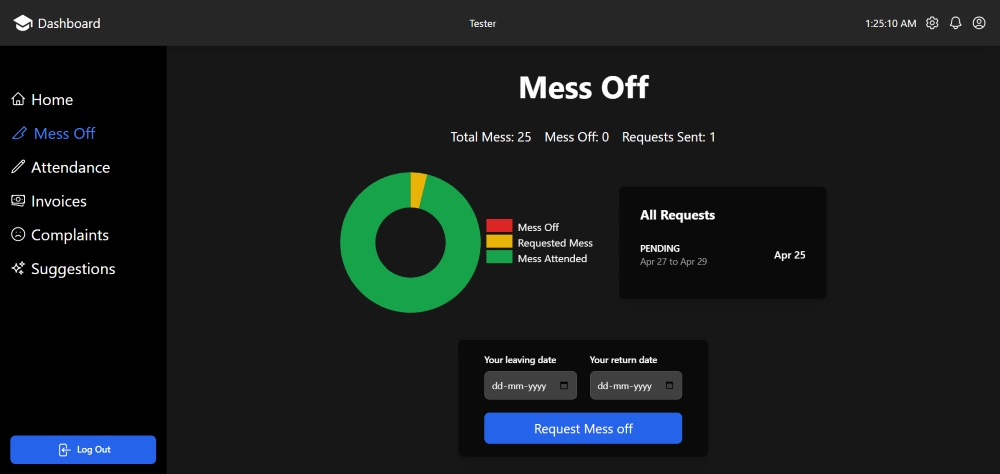 Dashboard
Tester
1:25:10 AM
Home
Mess Off
Attendance
Invoices
Complaints
Suggestions
Log Out
Mess Off
Total Mess: 25 Mess Off: 0 Requests Sent: 1
Mess Off
Requested Mess
Mess Attended
All Requests
PENDING
Apr 27 to Apr 29
Apr 25
Your leaving date
Your return date
dd-mm-yyyy
dd-mm-yyyy
Request Mess off